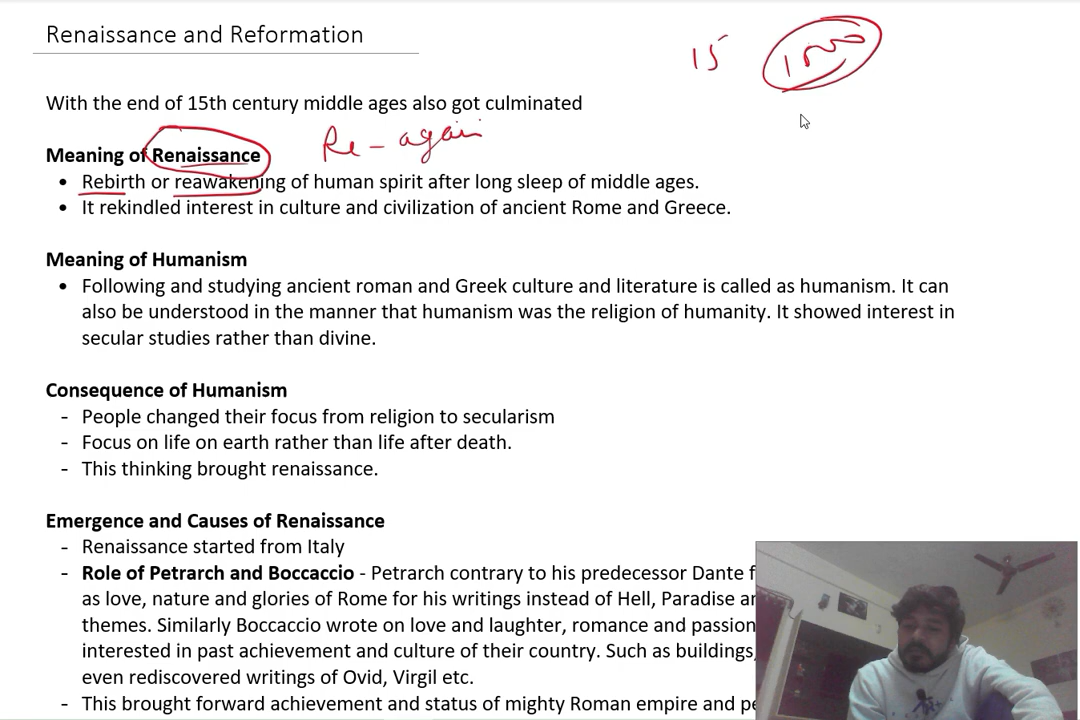 Renaissance and Reformation
15 1500
With the end of 15th century middle ages also got culminated
Re - again
Meaning of Renaissance
• Rebirth or reawakening of human spirit after long sleep of middle ages.
• It rekindled interest in culture and civilization of ancient Rome and Greece.
Meaning of Humanism
• Following and studying ancient roman and Greek culture and literature is called as humanism. It can
also be understood in the manner that humanism was the religion of humanity. It showed interest in
secular studies rather than divine.
Consequence of Humanism
- People changed their focus from religion to secularism
- Focus on life on earth rather than life after death.
- This thinking brought renaissance.
Emergence and Causes of Renaissance
- Renaissance started from Italy
- Role of Petrarch and Boccaccio - Petrarch contrary to his predecessor Dante
as love, nature and glories of Rome for his writings instead of Hell, Paradise
themes. Similarly Boccaccio wrote on love and laughter, romance and passion
interested in past achievement and culture of their country. Such as buildings,
even rediscovered writings of Ovid, Virgil etc.
- This brought forward achievement and status of mighty Roman empire and